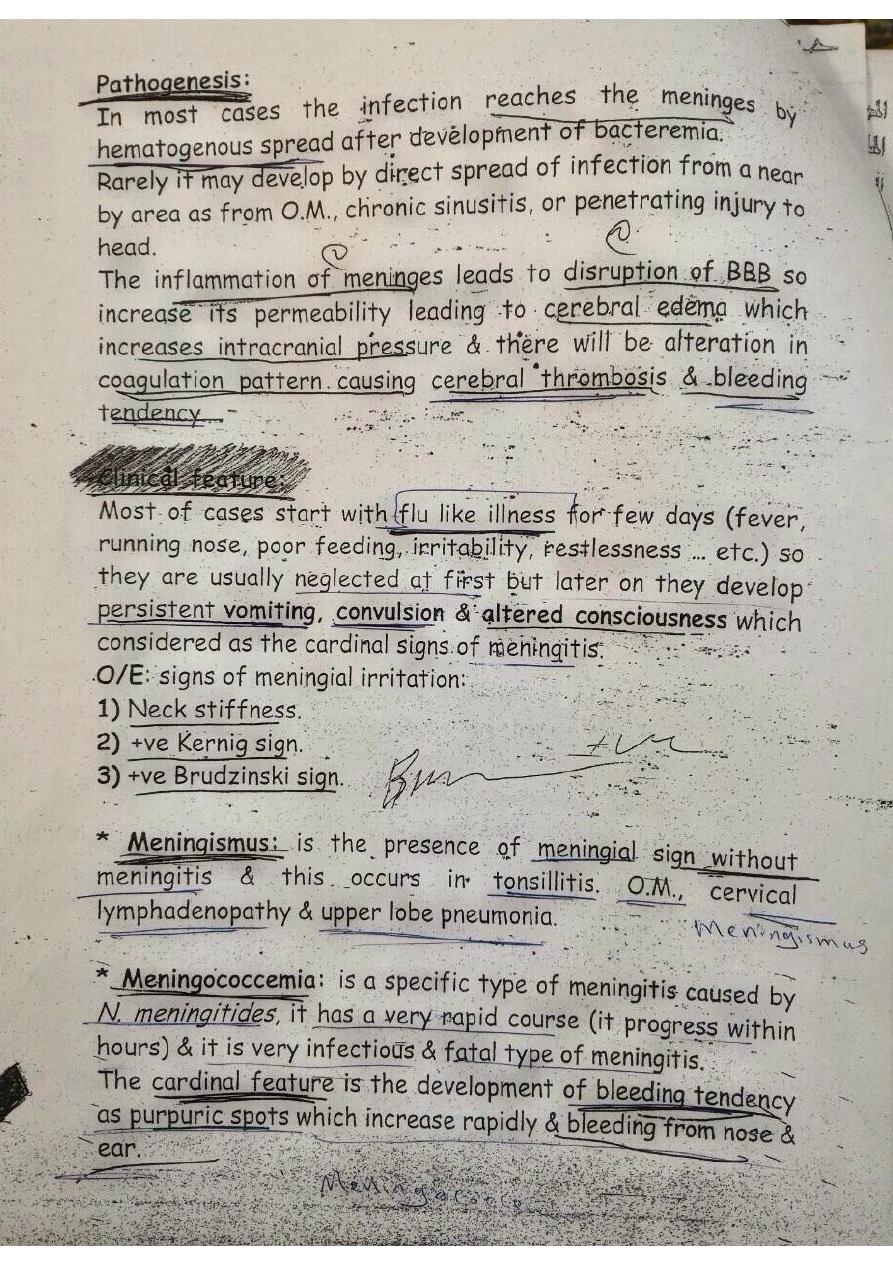 Pathogenesis:
In most cases the infection reaches the meninges by
hematogenous spread after development of bacteremia.
Rarely it may develop by direct spread of infection from a near
by area as from O.M., chronic sinusitis, or penetrating injury to
head.
The inflammation of meninges leads to disruption of BBB so
increase its permeability leading to cerebral edema which
increases intracranial pressure & there will be alteration in
coagulation pattern causing cerebral thrombosis & bleeding
tendency
Clinical feature:
Most of cases start with flu like illness for few days (fever,
running nose, poor feeding, irritability, restlessness ... etc.) so
they are usually neglected at first but later on they develop
persistent vomiting, convulsion & altered consciousness which
considered as the cardinal signs of meningitis.
O/E: signs of meningial irritation:
1) Neck stiffness.
2) +ve Kernig sign.
3) +ve Brudzinski sign.
+ve
* Meningismus: is the presence of meningial sign without
meningitis & this occurs in tonsillitis. O.M., cervical
lymphadenopathy & upper lobe pneumonia.
Meningismus
* Meningococcemia: is a specific type of meningitis caused by
N. meningitides, it has a very rapid course (it progress within
hours) & it is very infectious & fatal type of meningitis.
The cardinal feature is the development of bleeding tendency
as purpuric spots which increase rapidly & bleeding from nose &
ear.